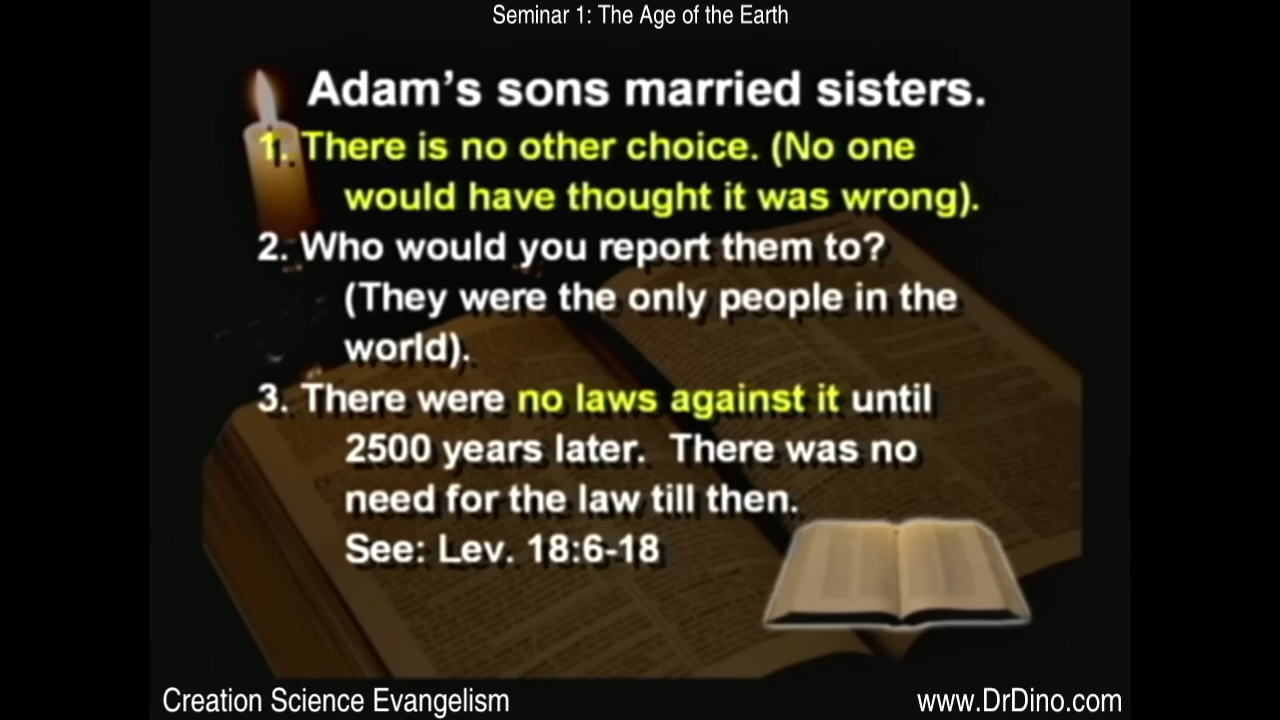 Seminar 1: The Age of the Earth
Adam's sons married sisters.
1. There is no other choice. (No one
would have thought it was wrong).
2. Who would you report them to?
(They were the only people in the
world).
3. There were no laws against it until
2500 years later. There was no
need for the law till then.
See: Lev. 18:6-18
Creation Science Evangelism
www.DrDino.com